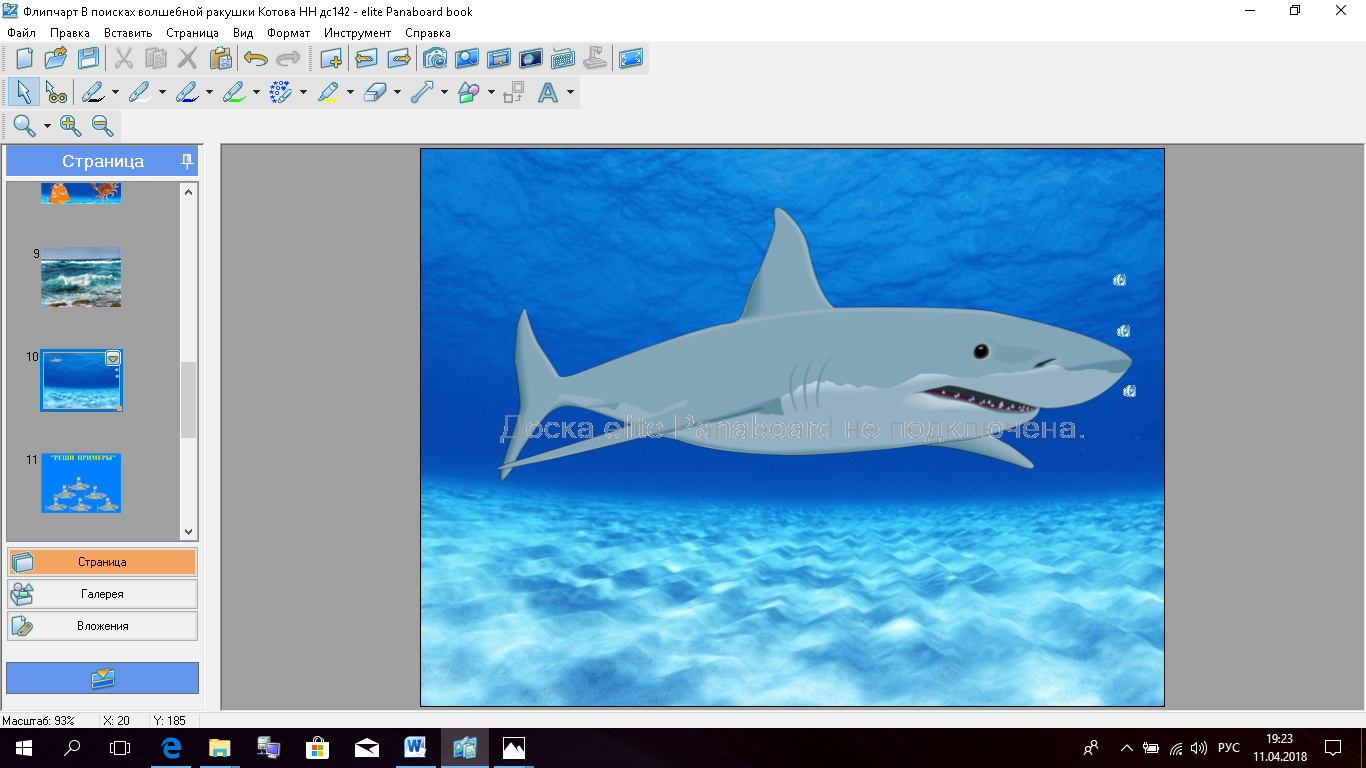 Флипчарт В поисках волшебной ракушки Котова НН дс142 - elite Panaboard book
Файл Правка Вставить Страница Вид Формат Инструмент Справка
Страница
9
10
11
"РЕШИ ПРИМЕРЫ"
Доска elite Panaboard не подключена.
Страница
Галерея
Вложения
Масштаб: 93% X: 20 Y: 185
РУС
19:23
11.04.2018